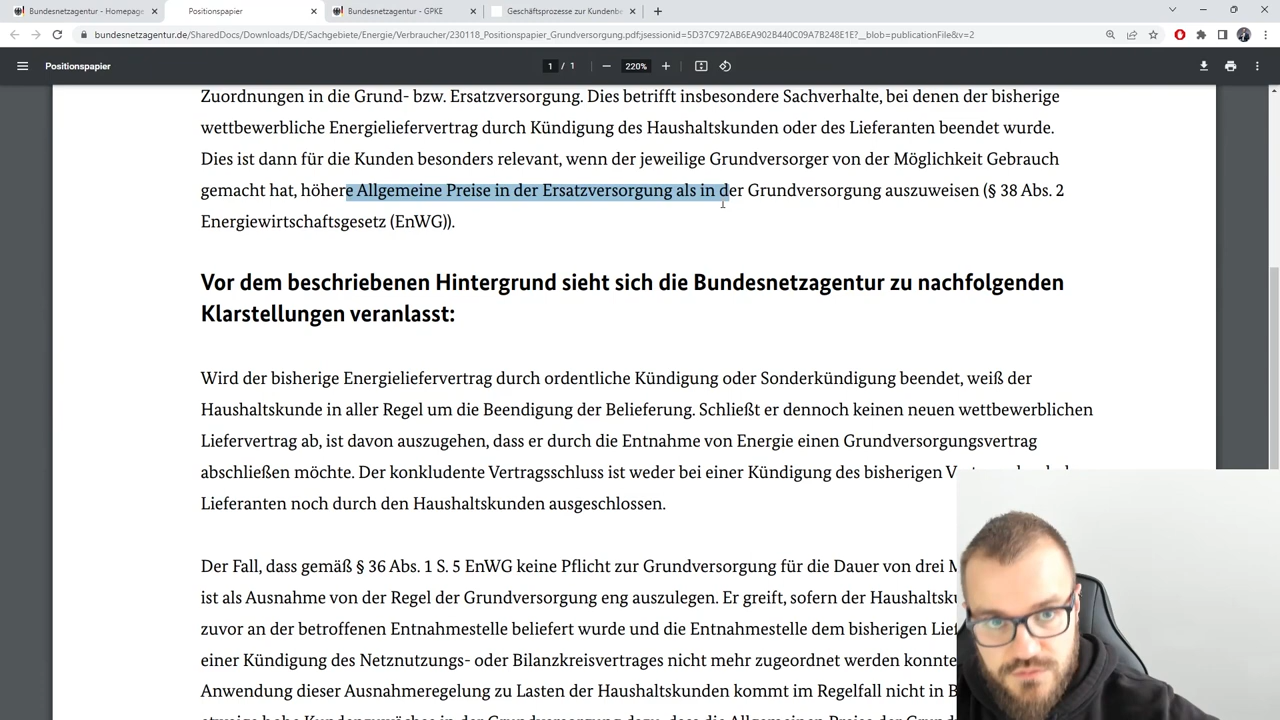 Bundesnetzagentur - Homepage
Positionspapier
Bundesnetzagentur - GPKE
Geschäftsprozesse zur Kundenbe
bundesnetzagentur.de/SharedDocs/Downloads/DE/Sachgebiete/Energie/Verbraucher/230118_Positionspapier_Grundversorgung.pdf;jsessionid=5D37C972AB6EA902B440C09A7B248E1E?__blob=publicationFile&v=2
Positionspapier
1 / 1
220%
Zuordnungen in die Grund- bzw. Ersatzversorgung. Dies betrifft insbesondere Sachverhalte, bei denen der bisherige
wettbewerbliche Energieliefervertrag durch Kündigung des Haushaltskunden oder des Lieferanten beendet wurde.
Dies ist dann für die Kunden besonders relevant, wenn der jeweilige Grundversorger von der Möglichkeit Gebrauch
gemacht hat, höhere Allgemeine Preise in der Ersatzversorgung als in der Grundversorgung auszuweisen (§ 38 Abs. 2
Energiewirtschaftsgesetz (EnWG)).
Vor dem beschriebenen Hintergrund sieht sich die Bundesnetzagentur zu nachfolgenden
Klarstellungen veranlasst:
Wird der bisherige Energieliefervertrag durch ordentliche Kündigung oder Sonderkündigung beendet, weiß der
Haushaltskunde in aller Regel um die Beendigung der Belieferung. Schließt er dennoch keinen neuen wettbewerblichen
Liefervertrag ab, ist davon auszugehen, dass er durch die Entnahme von Energie einen Grundversorgungsvertrag
abschließen möchte. Der konkludente Vertragsschluss ist weder bei einer Kündigung des bisherigen
Lieferanten noch durch den Haushaltskunden ausgeschlossen.
Der Fall, dass gemäß § 36 Abs. 1 S. 5 EnWG keine Pflicht zur Grundversorgung für die Dauer von drei
ist als Ausnahme von der Regel der Grundversorgung eng auszulegen. Er greift, sofern der
zuvor an der betroffenen Entnahmestelle beliefert wurde und die Entnahmestelle dem bisherigen
einer Kündigung des Netznutzungs- oder Bilanzkreisvertrages nicht mehr zugeordnet werden
Anwendung dieser Ausnahmeregelung zu Lasten der Haushaltskunden kommt im Regelfall nicht in